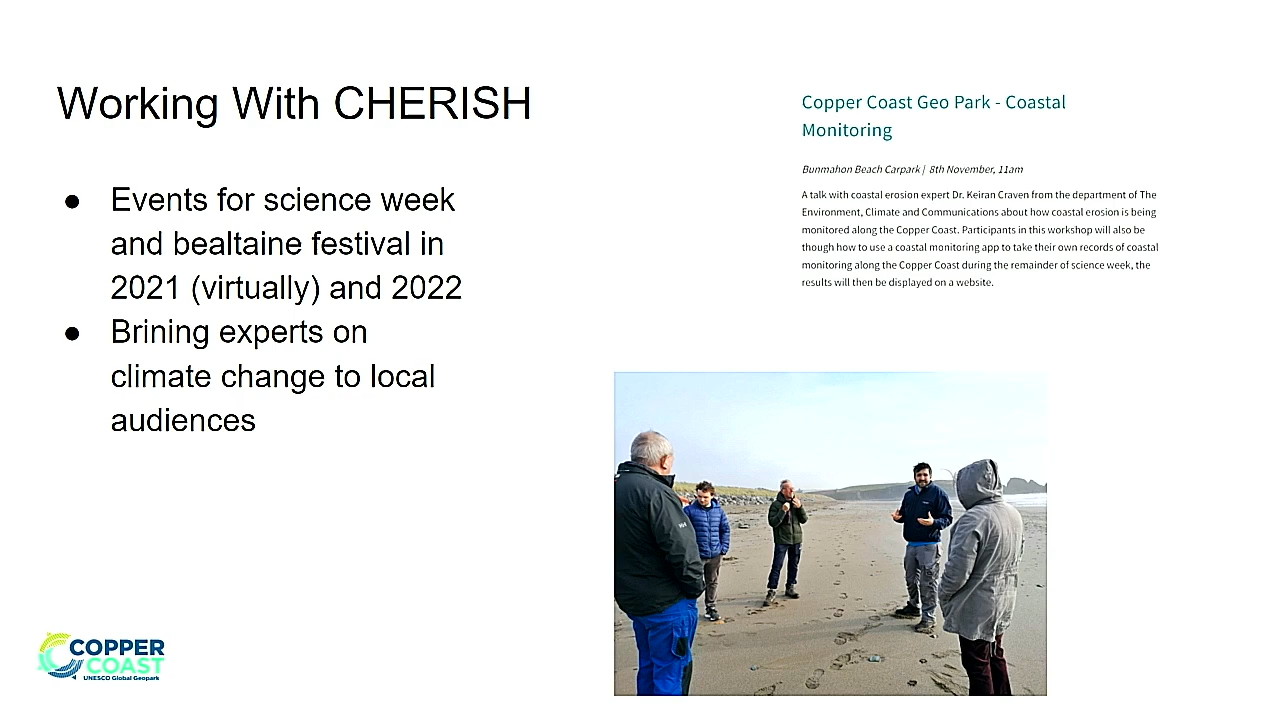 Working With CHERISH
● Events for science week
and bealtaine festival in
2021 (virtually) and 2022
● Brining experts on
climate change to local
audiences
Copper Coast Geo Park - Coastal
Monitoring
Bunmahon Beach Carpark | 8th November, 11am
A talk with coastal erosion expert Dr. Keiran Craven from the department of The
Environment, Climate and Communications about how coastal erosion is being
monitored along the Copper Coast. Participants in this workshop will also be
though how to use a coastal monitoring app to take their own records of coastal
monitoring along the Copper Coast during the remainder of science week, the
results will then be displayed on a website.
COPPER
COAST
UNESCO Global Geopark